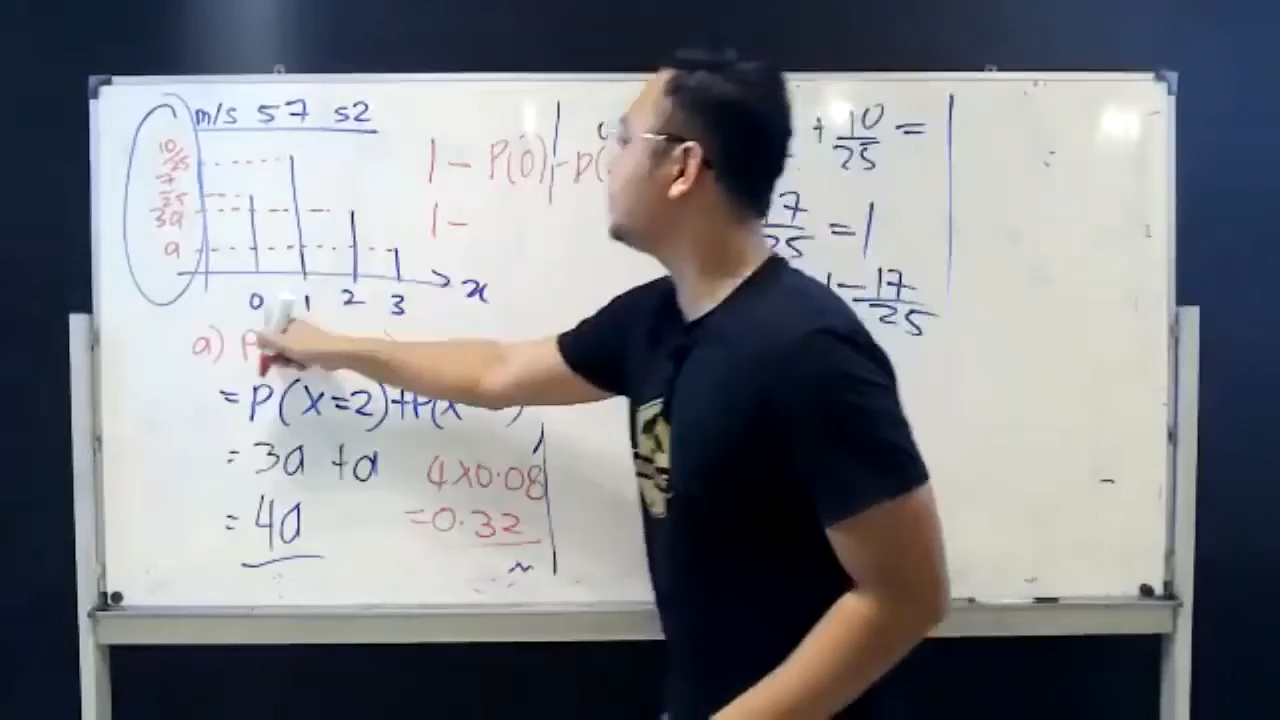 m/s 57 s2
10/25
7/25
3a
a
0 1 2 3 x
a) P
= P(X=2)+P(X
= 3a + a
= 4a
4×0.08
=0.32
1 - P(0) - P(
1 -
+ 10/25 =
17/25 = 1
- 17/25